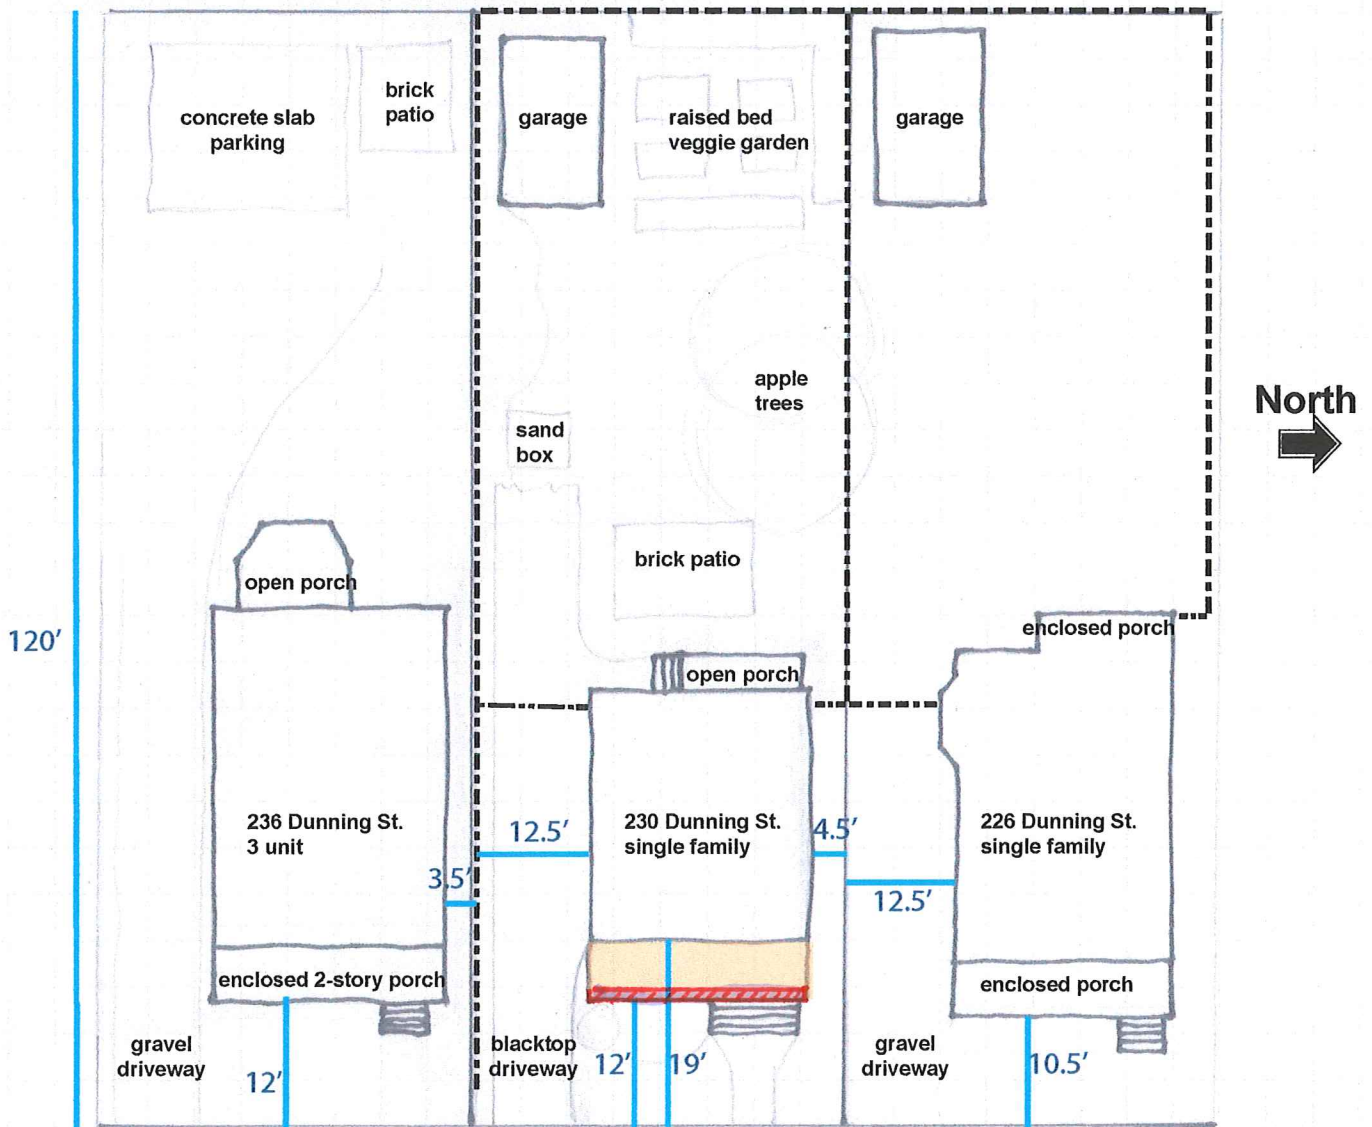 concrete slab
parking
brick
patio
garage
raised bed
veggie garden
garage
North
apple
trees
sand
box
brick patio
open porch
120'
enclosed porch
open porch
236 Dunning St.
3 unit
12.5'
230 Dunning St.
single family
4.5'
226 Dunning St.
single family
3.5'
12.5'
enclosed 2-story porch
enclosed porch
gravel
driveway
12'
blacktop
driveway
12'
19'
gravel
driveway
10.5'